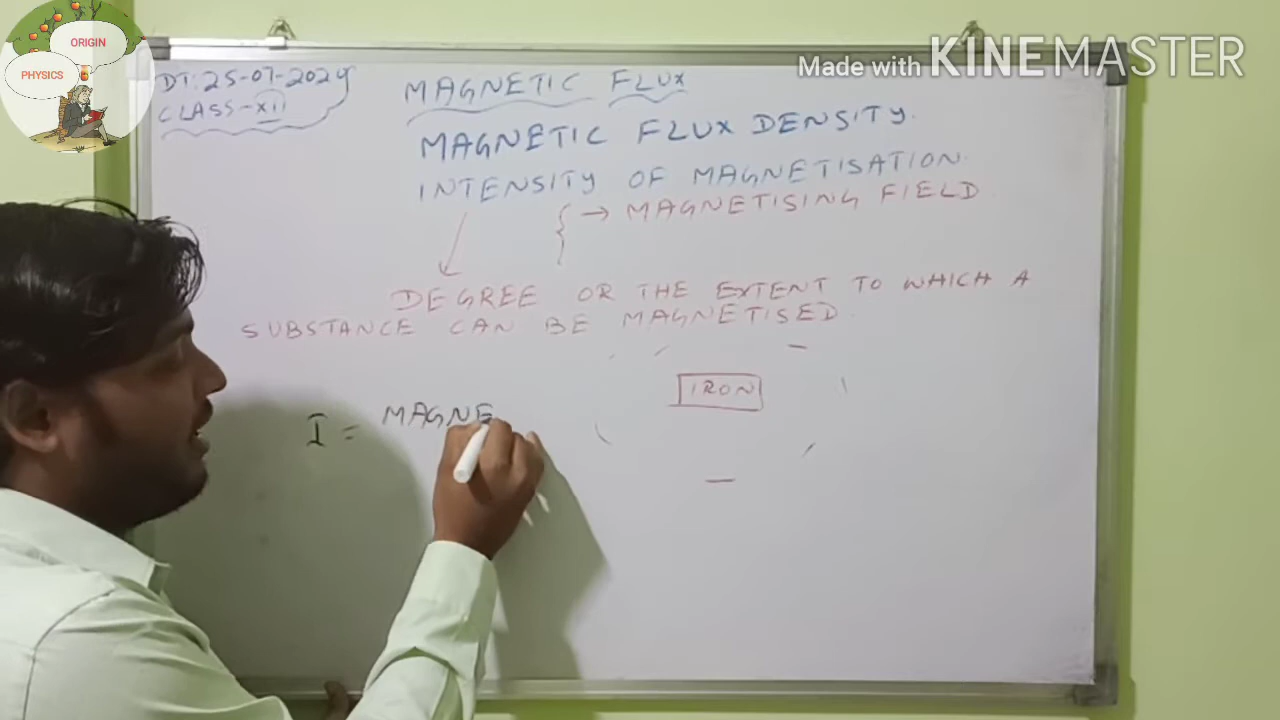 ORIGIN
PHYSICS
Made with KINEMASTER
DT:25-07-2024
CLASS-XII
MAGNETIC FLUX
MAGNETIC FLUX DENSITY.
INTENSITY OF MAGNETISATION.
→ MAGNETISING FIELD
DEGREE OR THE EXTENT TO WHICH A
SUBSTANCE CAN BE MAGNETISED.
IRON
I = MAGNE